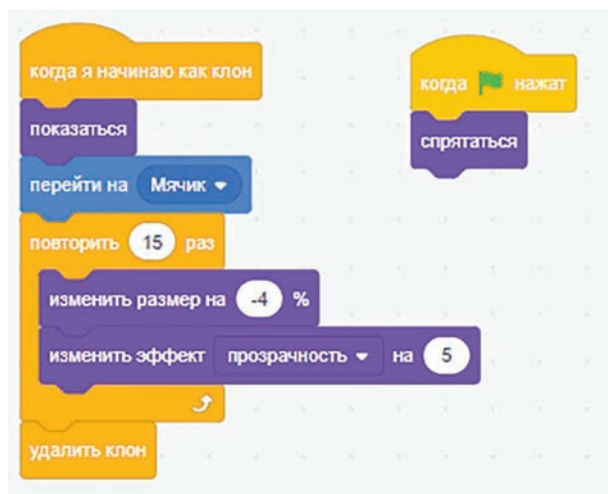 когда я начинаю как клон
показаться
перейти на Мячик
повторить 15 раз
изменить размер на -4 %
изменить эффект прозрачность на 5
удалить клон
когда нажат
спрятаться